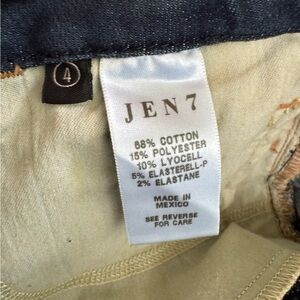 4
JEN7
68% COTTON
15% POLYESTER
10% LYOCELL
5% ELASTERELL-P
2% ELASTANE
MADE IN
MEXICO
SEE REVERSE
FOR CARE